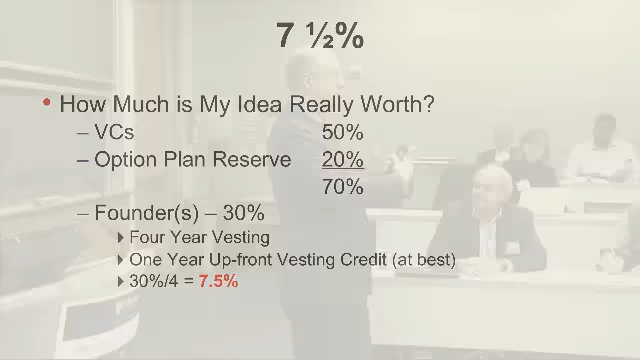 7 ½%
• How Much is My Idea Really Worth?
– VCs 50%
– Option Plan Reserve 20%
70%
– Founder(s) – 30%
Four Year Vesting
One Year Up-front Vesting Credit (at best)
30%/4 = 7.5%